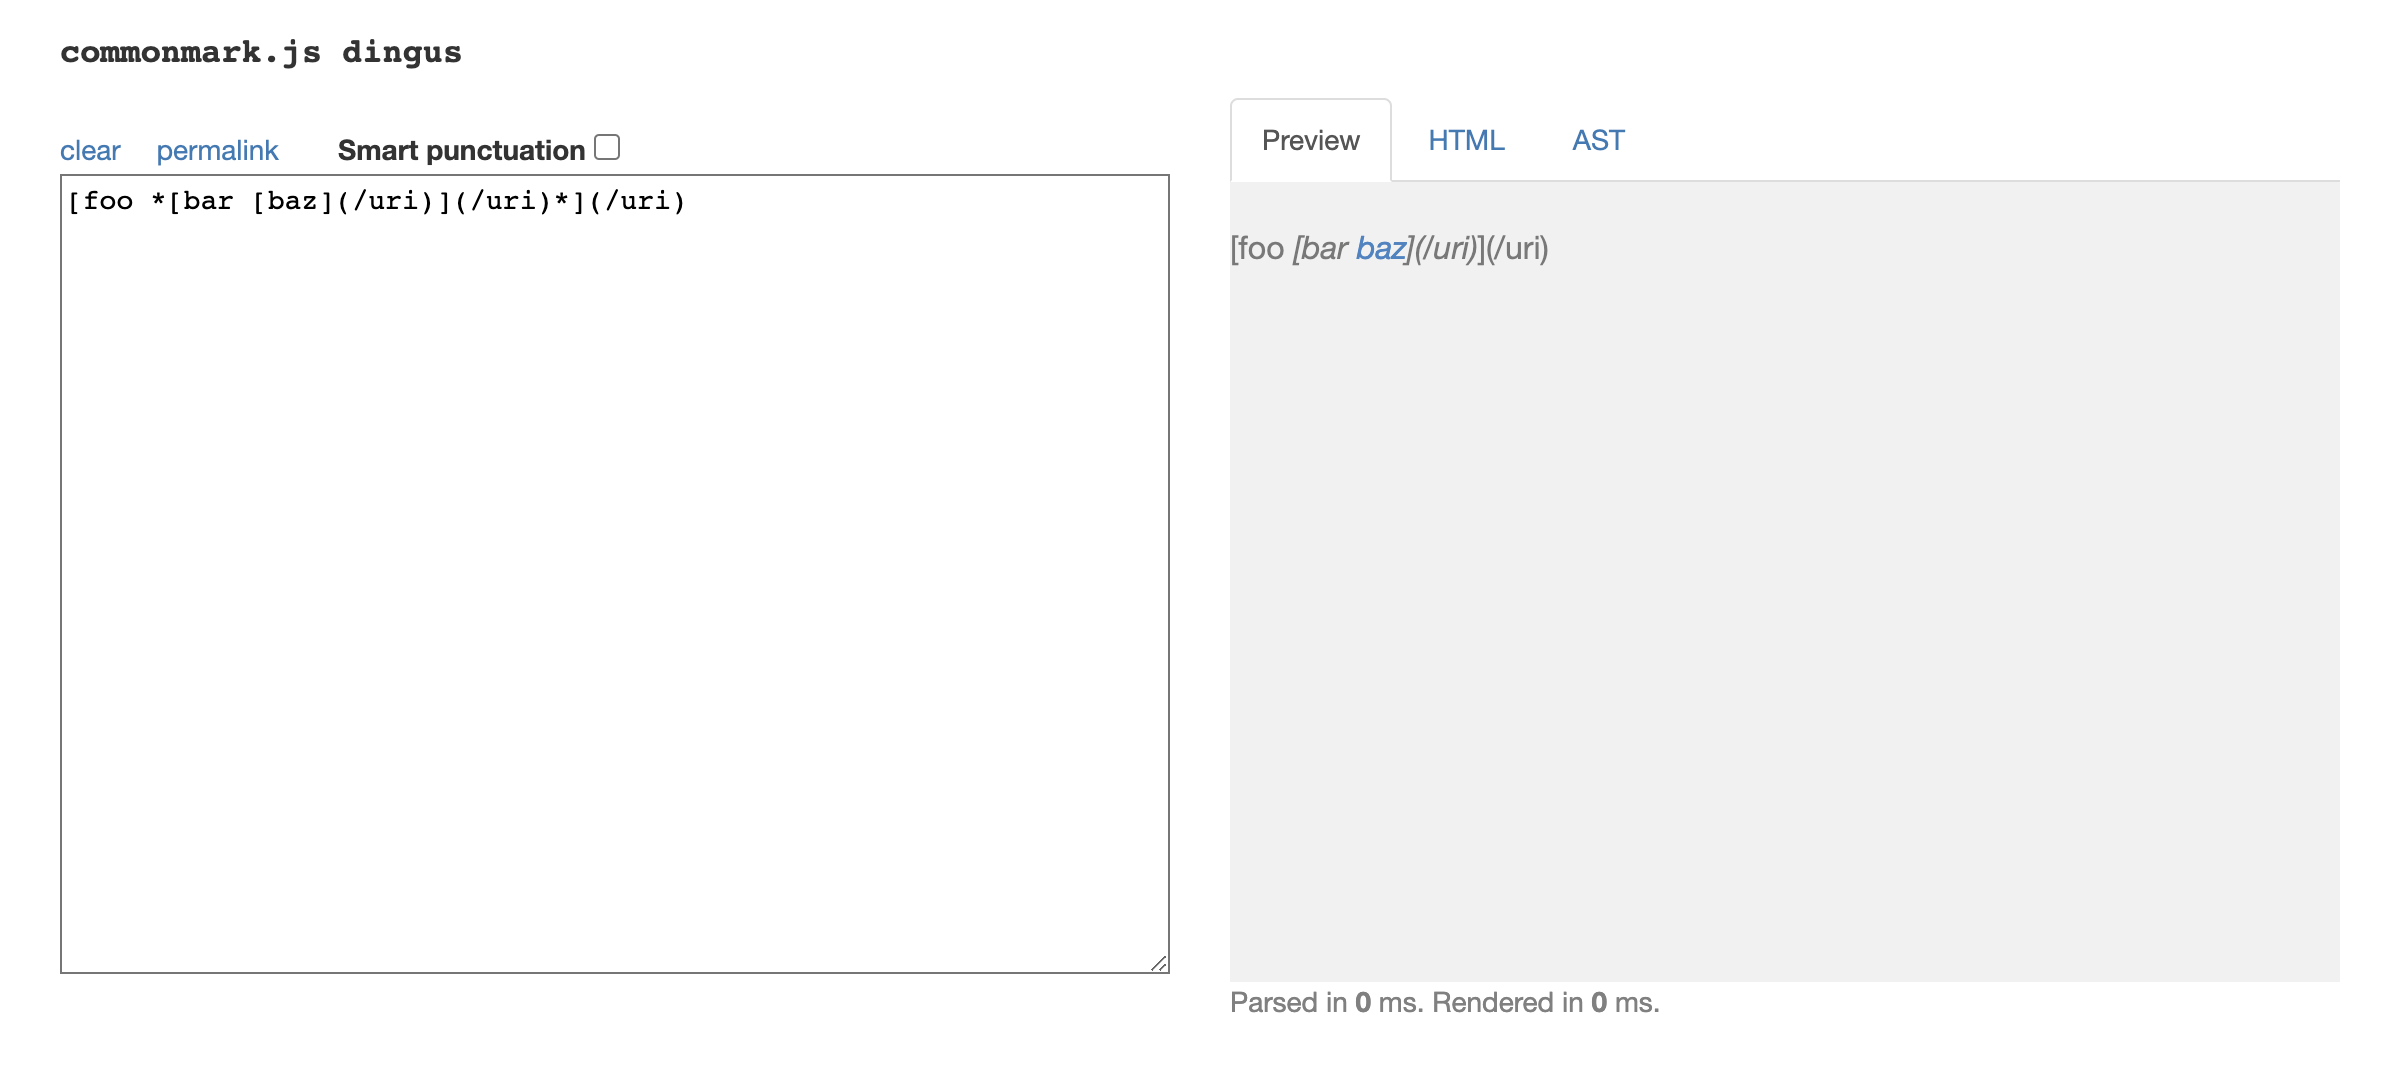 commonmark.js dingus
clear permalink Smart punctuation
[foo *[bar [baz](/uri)](/uri)*](/uri)
Preview HTML AST
[foo [bar baz](/uri)](/uri)
Parsed in 0 ms. Rendered in 0 ms.